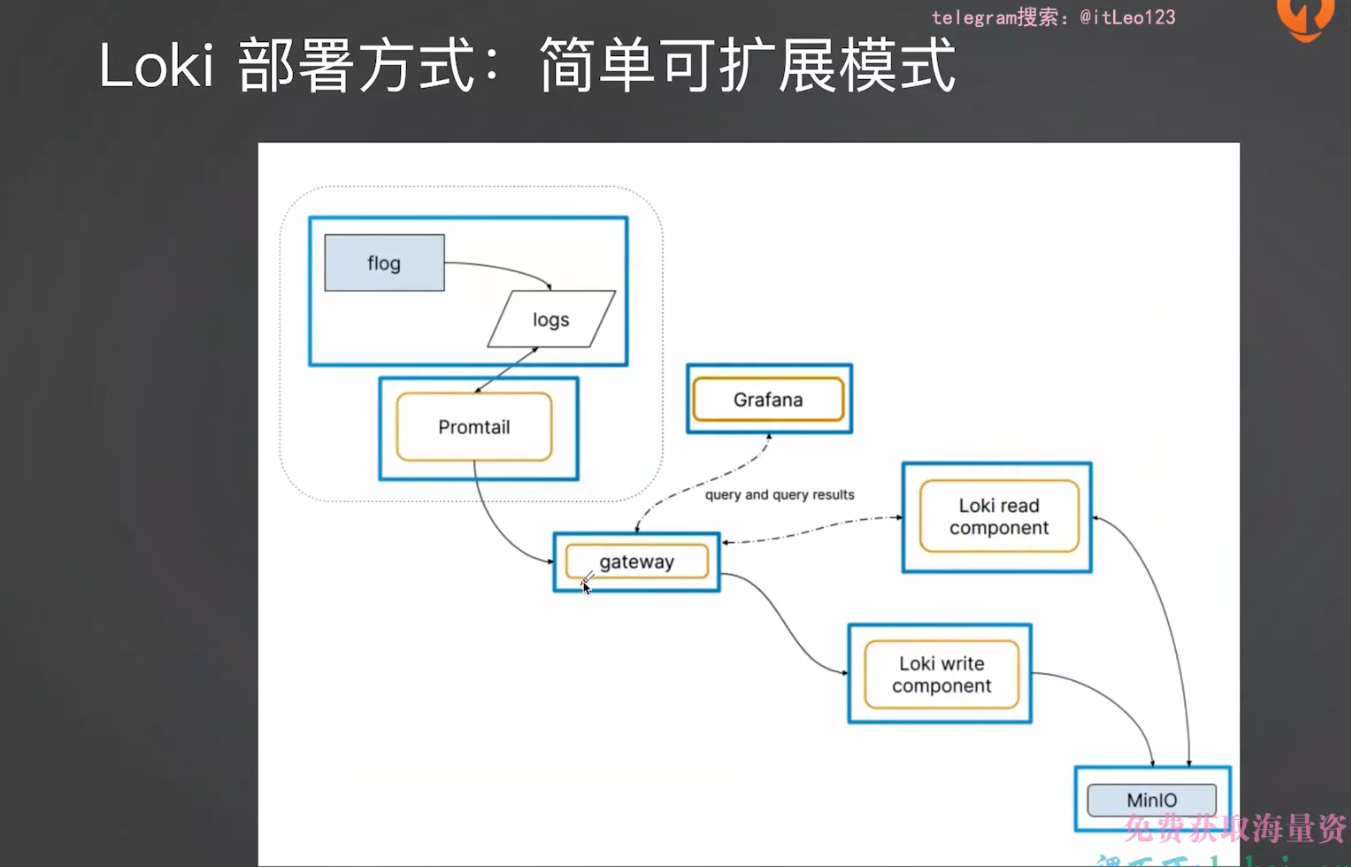 telegram搜索：@itLeo123
Loki 部署方式：简单可扩展模式
flog
logs
Promtail
Grafana
query and query results
gateway
Loki read
component
Loki write
component
MinIO
免费获取海量资